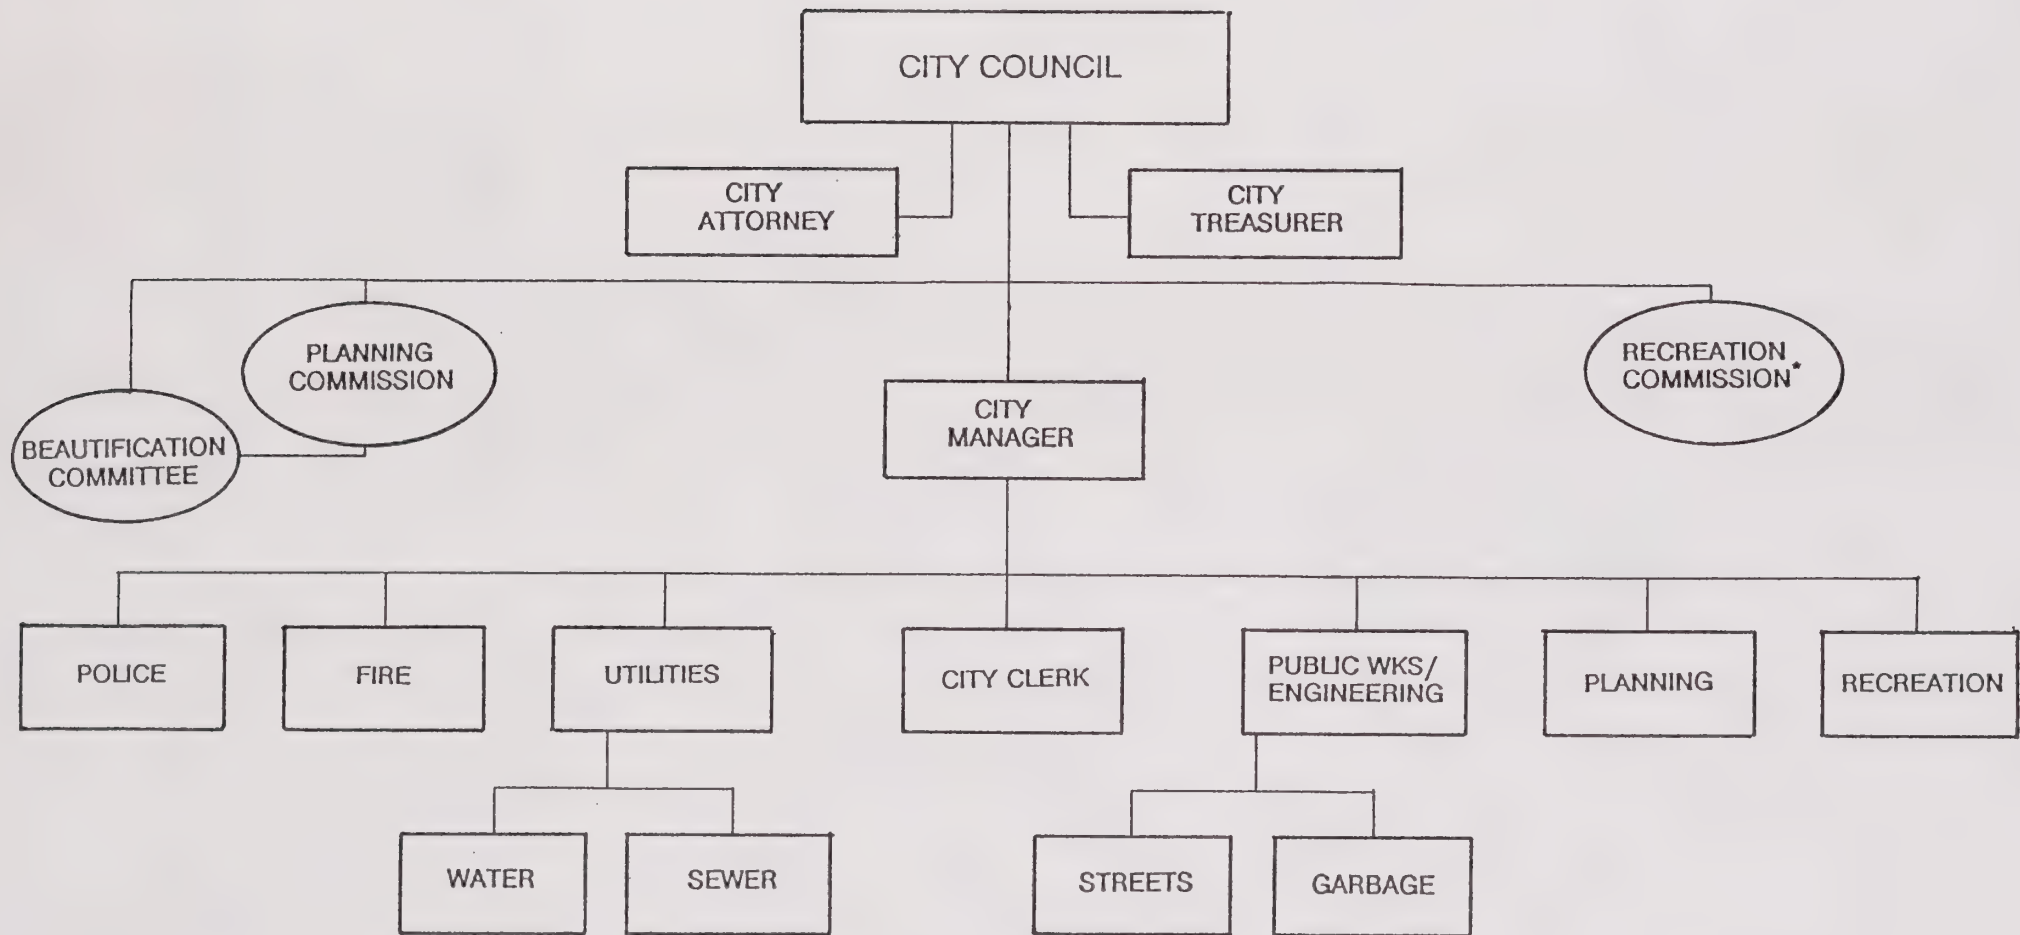 CITY COUNCIL
CITY
ATTORNEY
CITY
TREASURER
PLANNING
COMMISSION
RECREATION
COMMISSION*
BEAUTIFICATION
COMMITTEE
CITY
MANAGER
POLICE
FIRE
UTILITIES
CITY CLERK
PUBLIC WKS/
ENGINEERING
PLANNING
RECREATION
WATER
SEWER
STREETS
GARBAGE